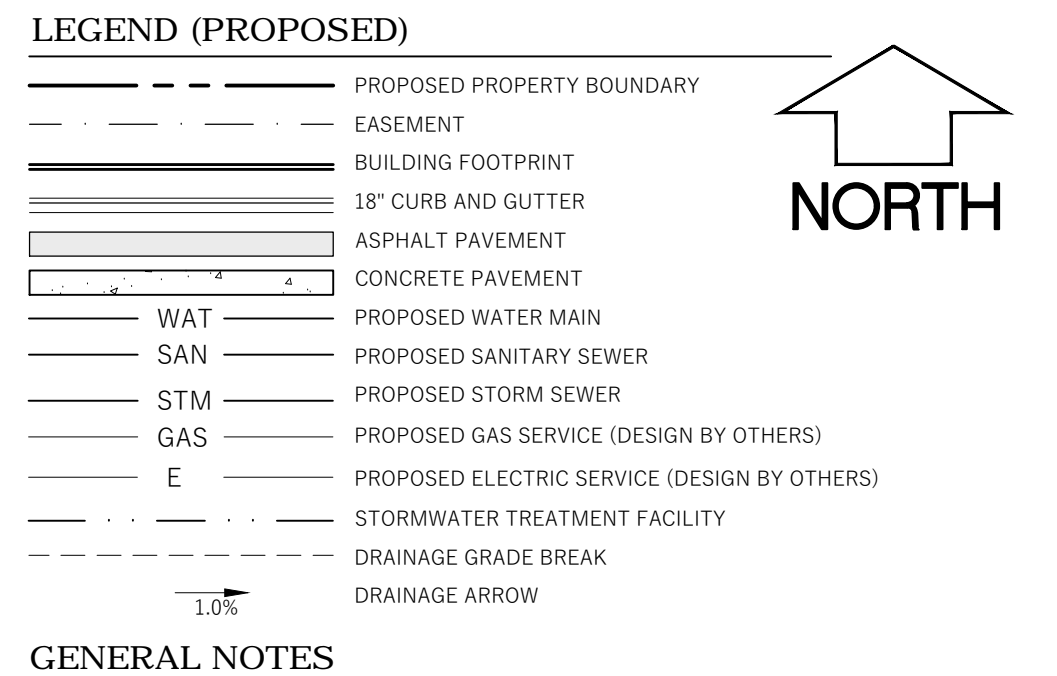 LEGEND (PROPOSED)
PROPOSED PROPERTY BOUNDARY
EASEMENT
BUILDING FOOTPRINT
18" CURB AND GUTTER
NORTH
ASPHALT PAVEMENT
CONCRETE PAVEMENT
WAT PROPOSED WATER MAIN
SAN PROPOSED SANITARY SEWER
STM PROPOSED STORM SEWER
GAS PROPOSED GAS SERVICE (DESIGN BY OTHERS)
E PROPOSED ELECTRIC SERVICE (DESIGN BY OTHERS)
STORMWATER TREATMENT FACILITY
DRAINAGE GRADE BREAK
1.0% DRAINAGE ARROW
GENERAL NOTES